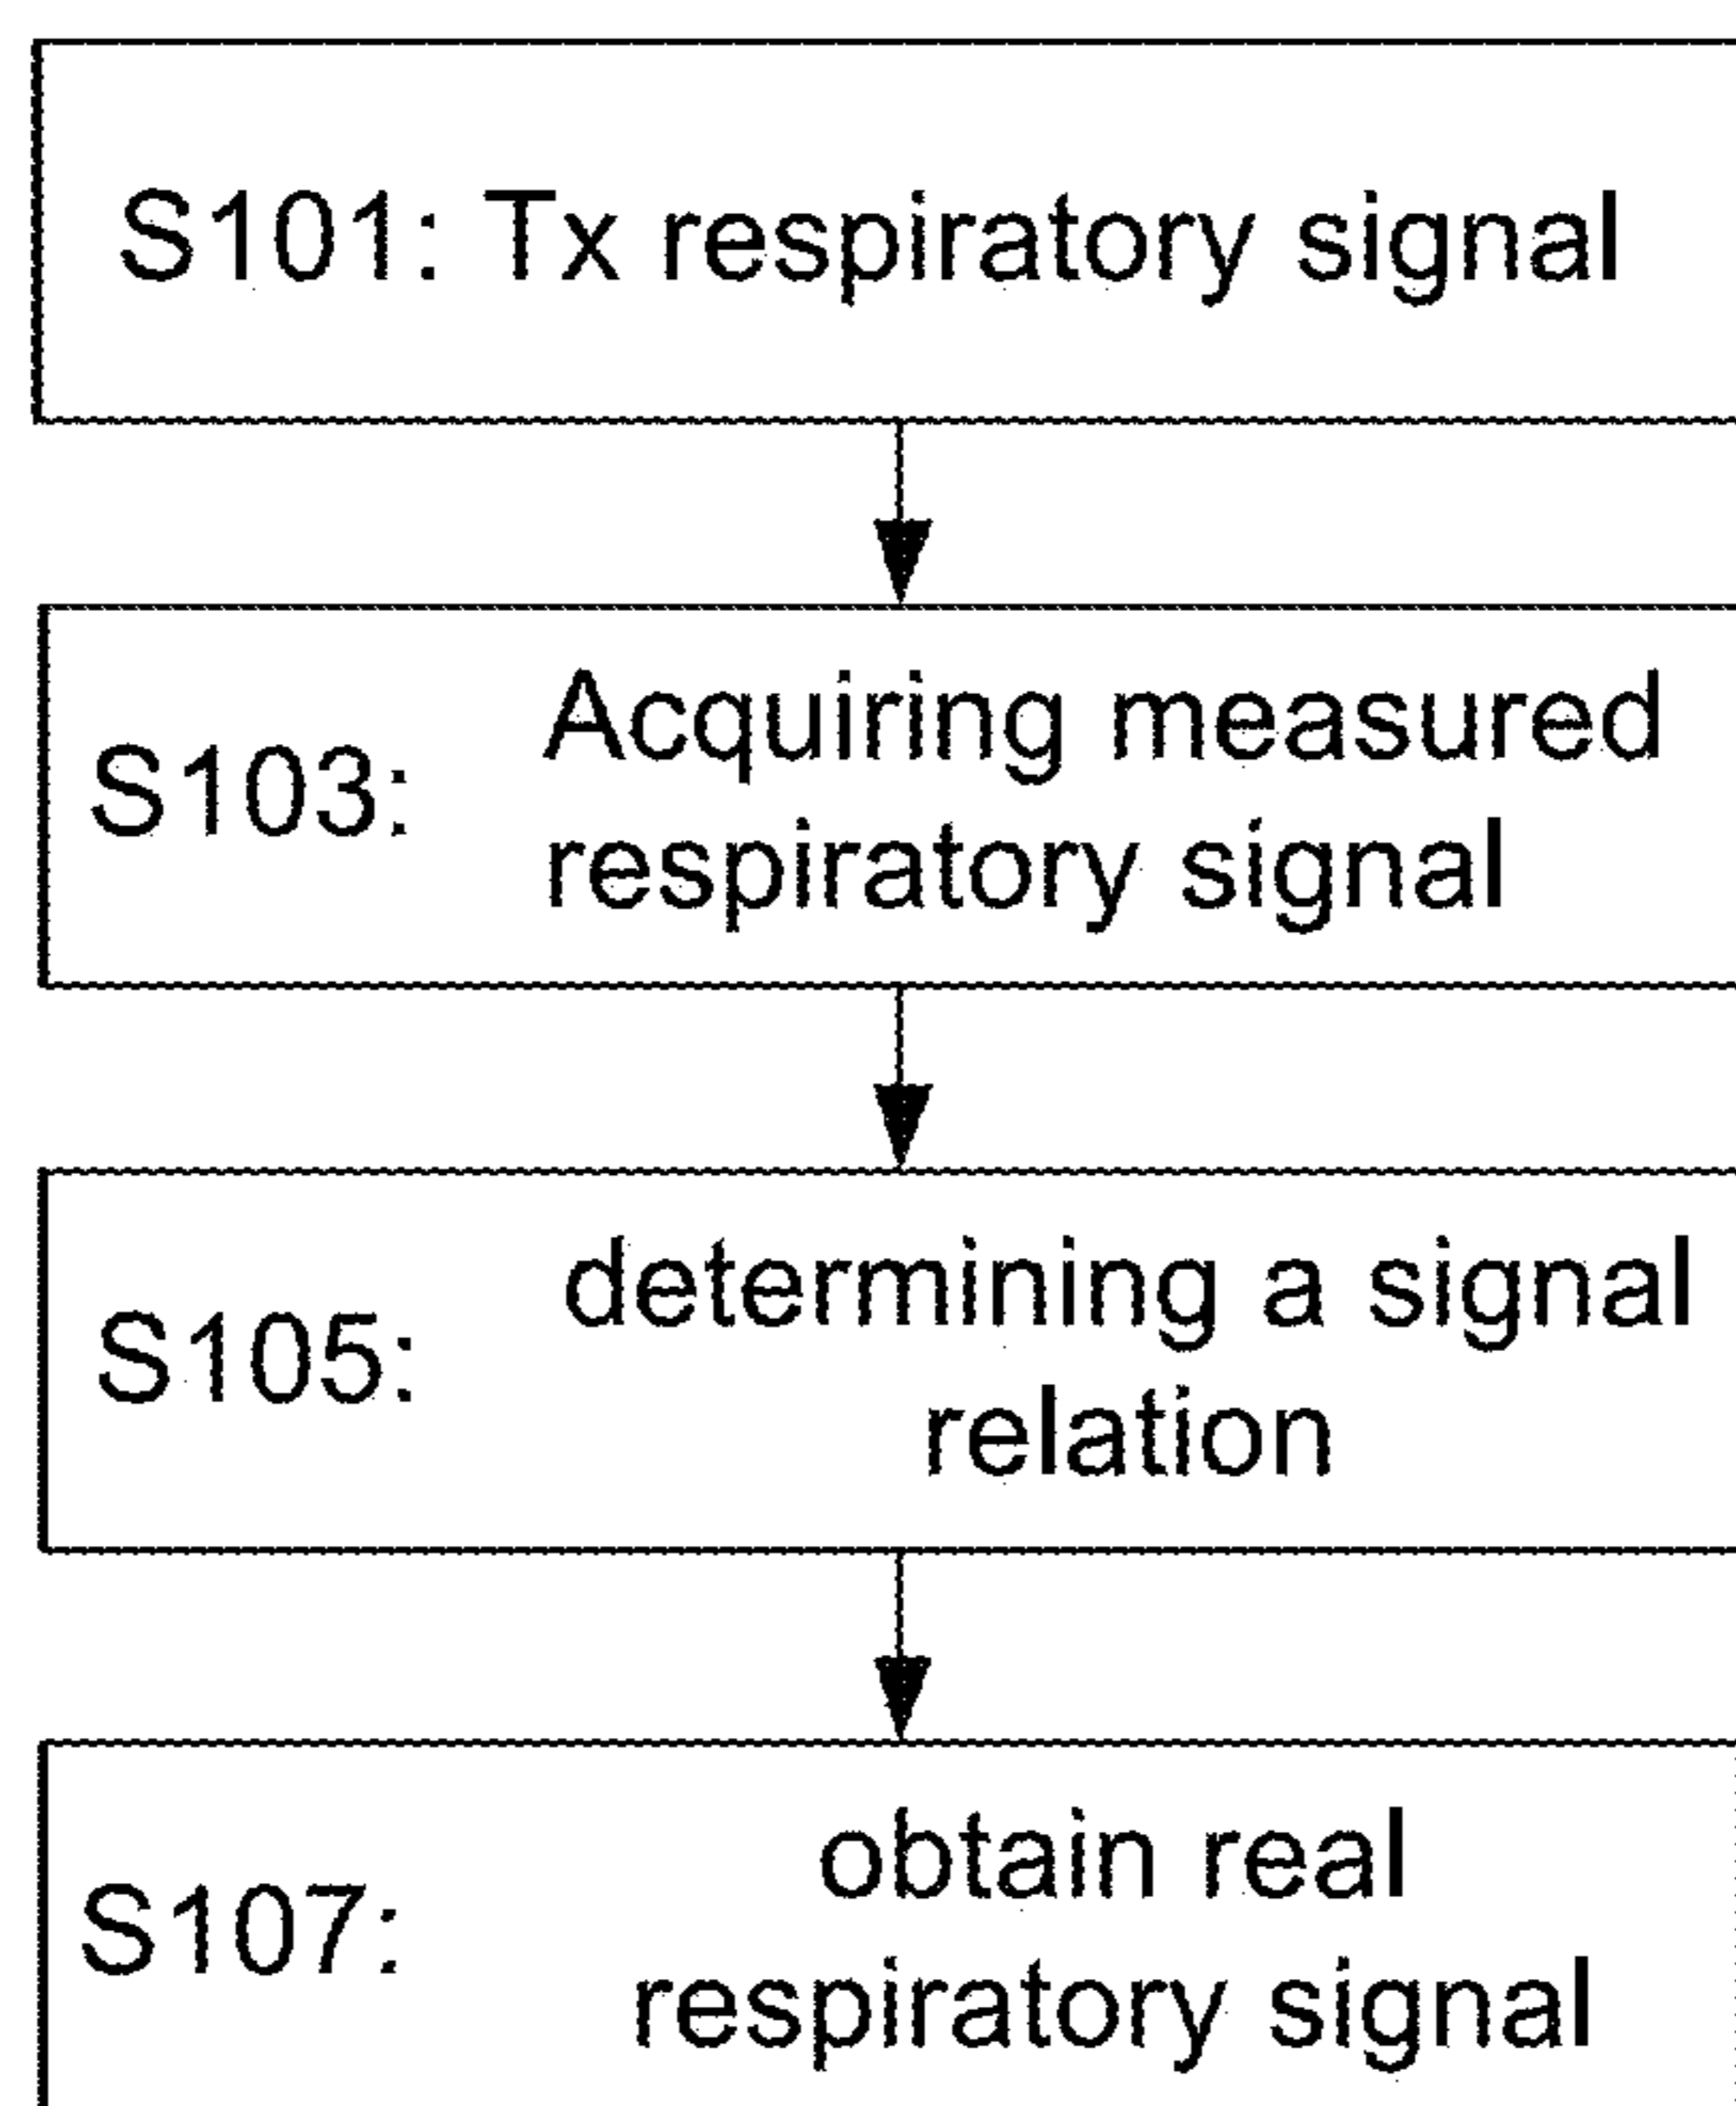 S101: Tx respiratory signal
S103:
Acquiring measured
respiratory signal
S105:
determining a signal
relation
S107:
obtain real
respiratory signal